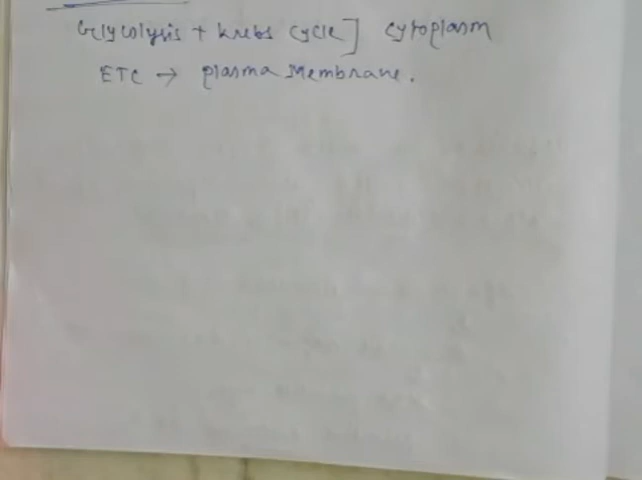 Glycolysis + Krebs cycle] cytoplasm
ETC → plasma Membrane.